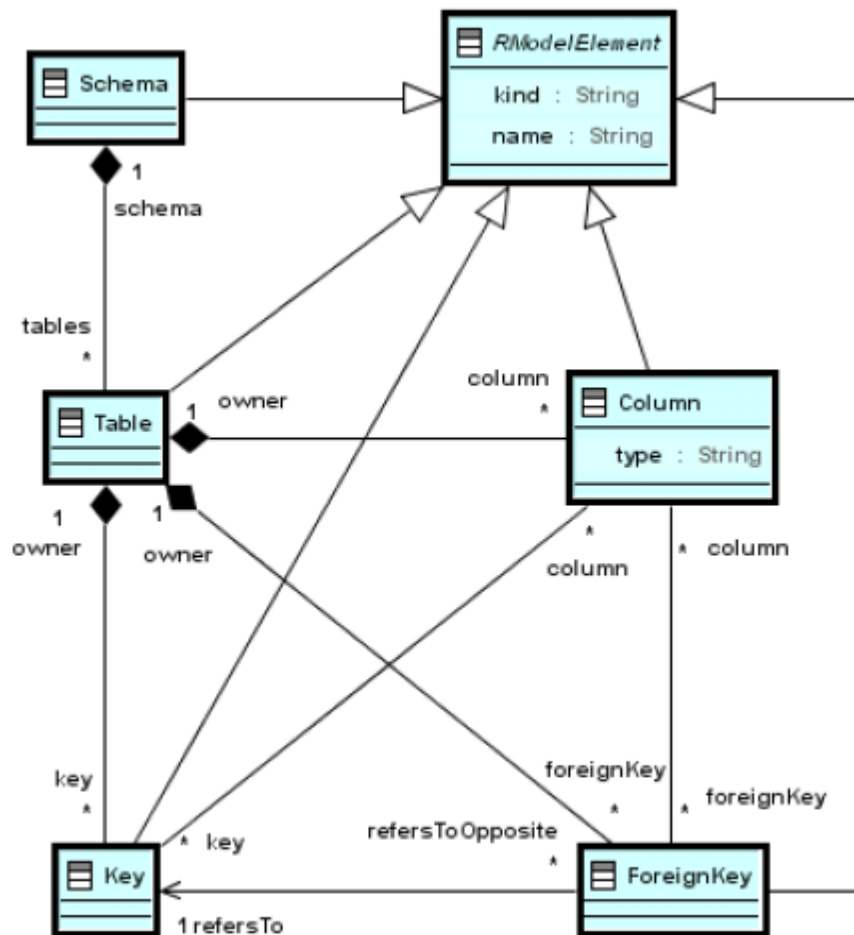 RModelElement
kind : String
name : String
Schema
1
schema
tables
*
Table
1
owner
column
*
Column
type : String
1
owner
1
owner
*
column
*
column
key
*
*
key
foreignKey
*
*
foreignKey
refersToOpposite
*
Key
1 refersTo
ForeignKey